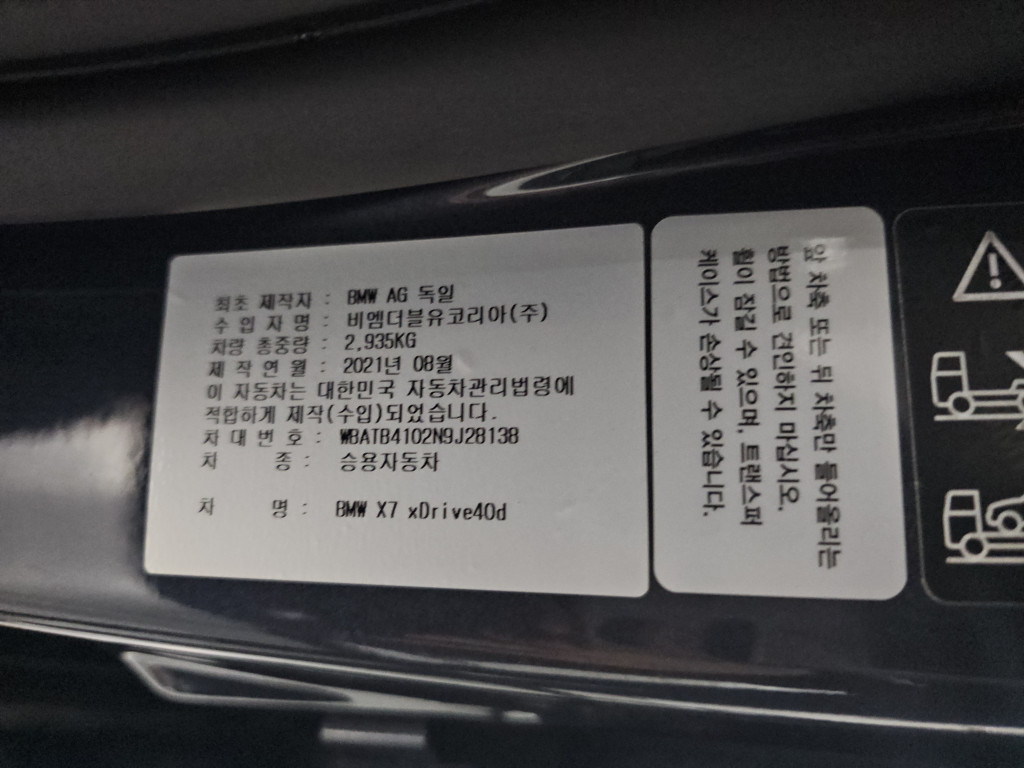 최초 제작자 : BMW AG 독일
수 입 자 명 : 비엠더블유코리아(주)
차량 총중량 : 2,935KG
제 작 연 월 : 2021년 08월
이 자동차는 대한민국 자동차관리법령에
적합하게 제작(수입)되었습니다.
차 대 번 호 : WBATB4102N9J28138
차 종 : 승용자동차
차 명 : BMW X7 xDrive40d
앞 차축 또는 뒤 차축만 들어올리는
방법으로 견인하지 마십시오.
휠이 잠길 수 있으며, 트랜스퍼
케이스가 손상될 수 있습니다.